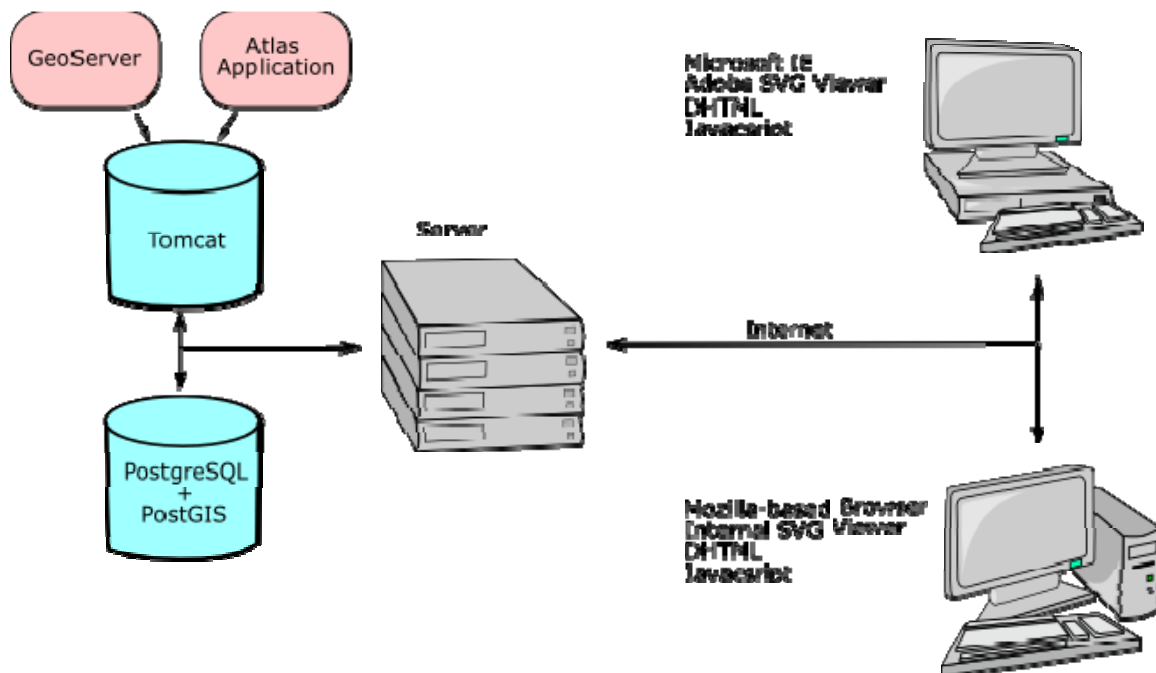 GeoServer
Atlas
Application
Tomcat
PostgreSQL
+
PostGIS
Server
Internet
Microsoft IE
Adobe SVG Viewer
DHTML
Javascript
Mozilla-based Browser
Internal SVG Viewer
DHTML
Javascript